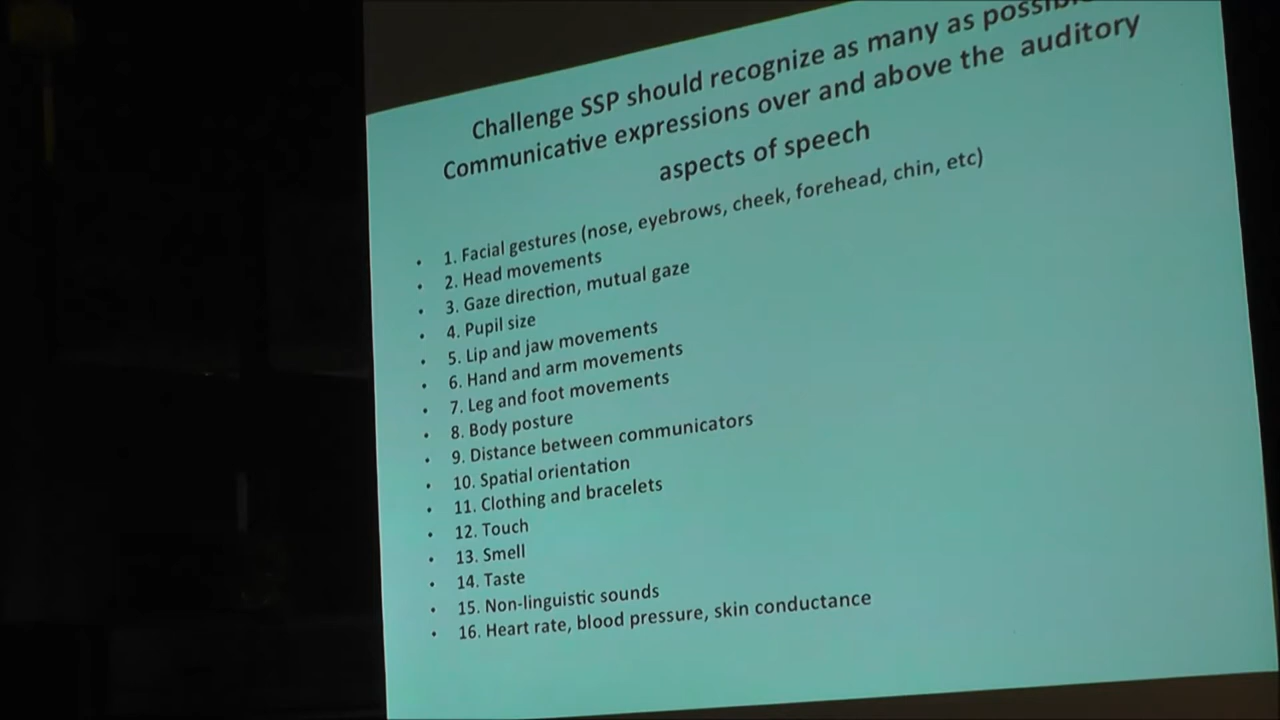 Challenge SSP should recognize as many as
Communicative expressions over and above the auditory
aspects of speech
• 1. Facial gestures (nose, eyebrows, cheek, forehead, chin, etc)
• 2. Head movements
• 3. Gaze direction, mutual gaze
• 4. Pupil size
• 5. Lip and jaw movements
• 6. Hand and arm movements
• 7. Leg and foot movements
• 8. Body posture
• 9. Distance between communicators
• 10. Spatial orientation
• 11. Clothing and bracelets
• 12. Touch
• 13. Smell
• 14. Taste
• 15. Non-linguistic sounds
• 16. Heart rate, blood pressure, skin conductance